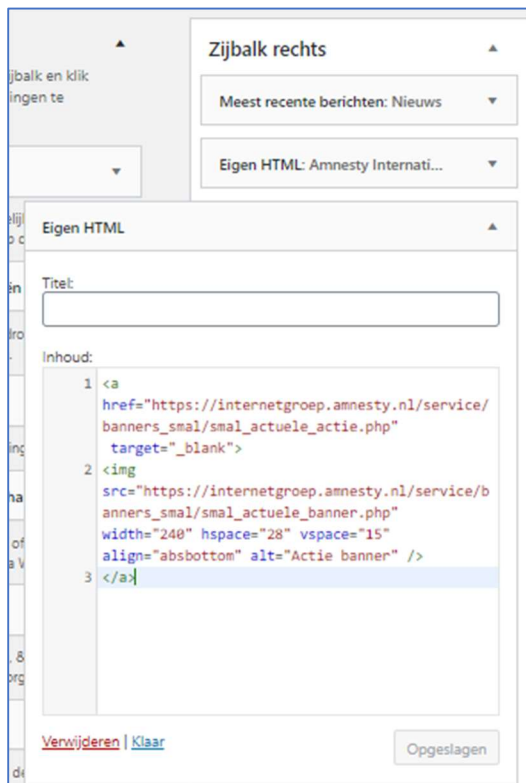 ijbalk en klik
ingen te
Zijbalk rechts
Meest recente berichten: Nieuws
Eigen HTML: Amnesty Internati...
Eigen HTML
Titel:
Inhoud:
1 <a
href="https://internetgroep.amnesty.nl/service/
banners_smal/smal_actuele_actie.php"
target="_blank">
2 <img
src="https://internetgroep.amnesty.nl/service/b
anners_smal/smal_actuele_banner.php"
width="240" hspace="28" vspace="15"
align="absbottom" alt="Actie banner" />
3 </a>
Verwijderen | Klaar
Opgeslagen